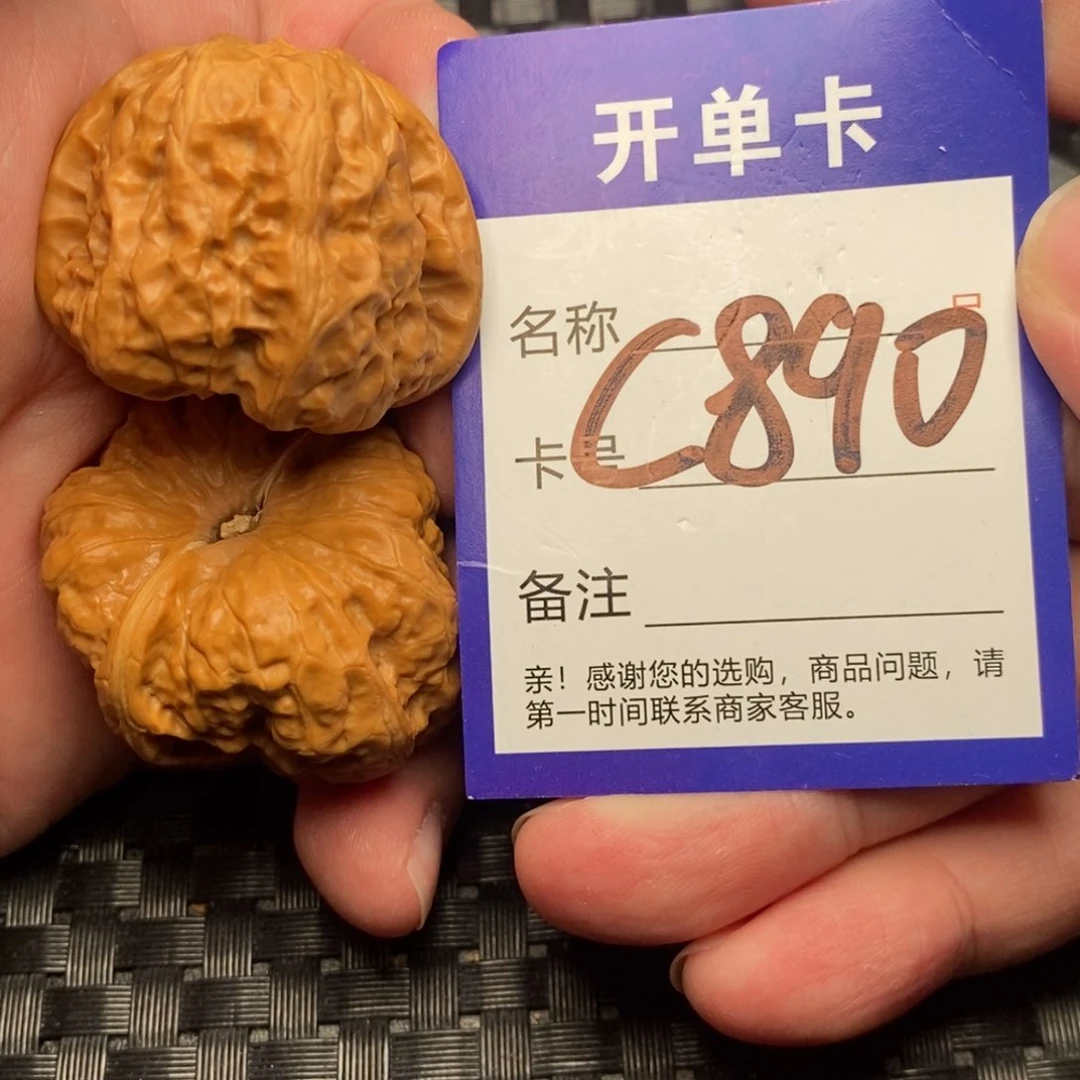 开单卡
名称
C890
卡号
备注
亲！感谢您的选购，商品问题，请
第一时间联系商家客服。